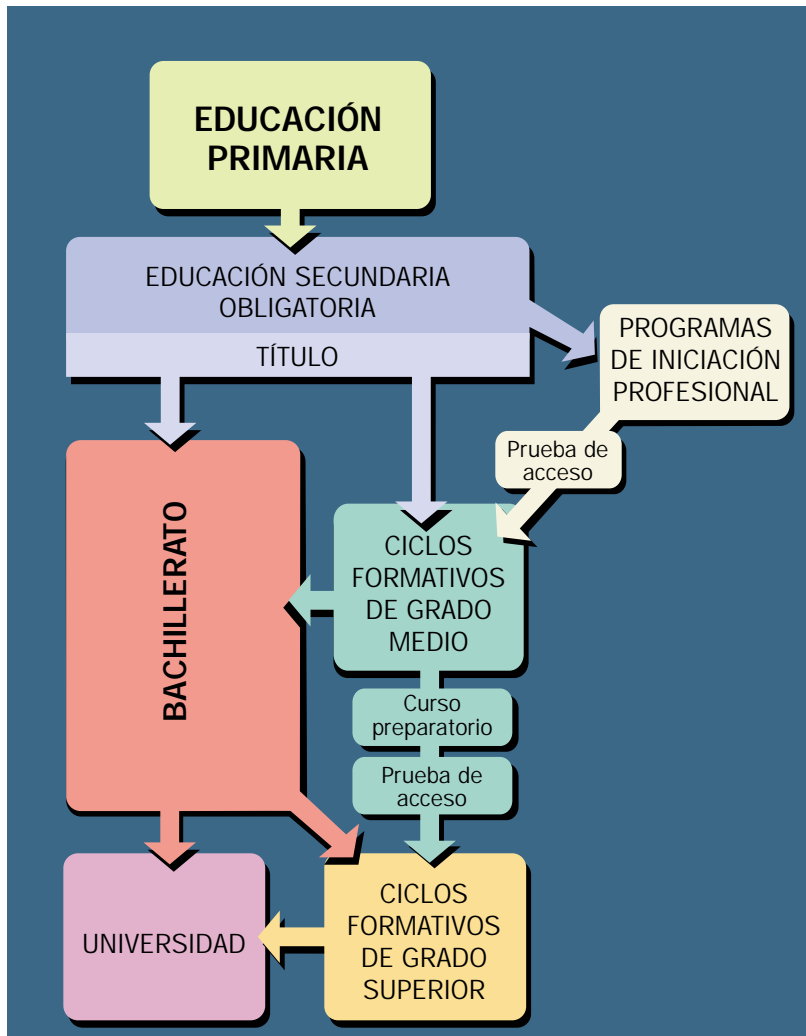 EDUCACIÓN
PRIMARIA
EDUCACIÓN SECUNDARIA
OBLIGATORIA
TÍTULO
PROGRAMAS
DE INICIACIÓN
PROFESIONAL
Prueba de
acceso
BACHILLERATO
CICLOS
FORMATIVOS
DE GRADO
MEDIO
Curso
preparatorio
Prueba de
acceso
UNIVERSIDAD
CICLOS
FORMATIVOS
DE GRADO
SUPERIOR